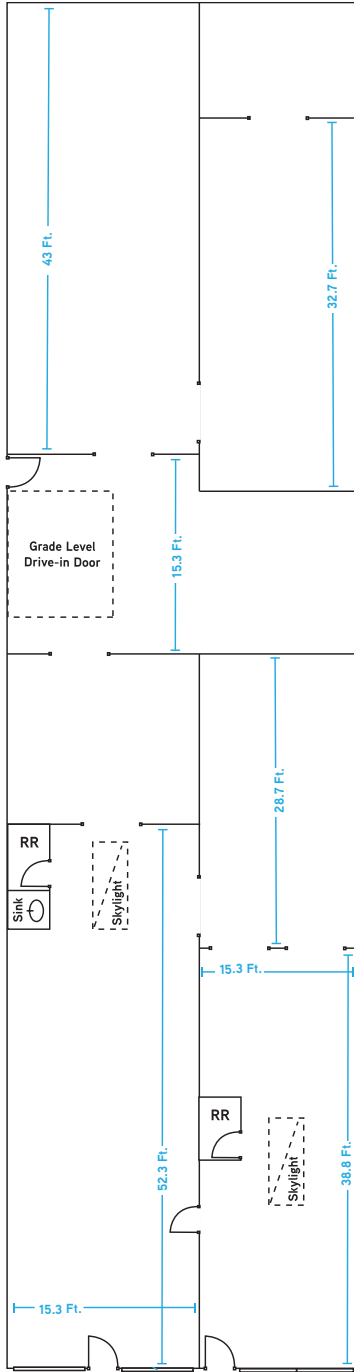 43 Ft.
32.7 Ft.
Grade Level
Drive-in Door
15.3 Ft.
28.7 Ft.
RR
Sink
Skylight
15.3 Ft.
RR
52.3 Ft.
Skylight
38.8 Ft.
15.3 Ft.